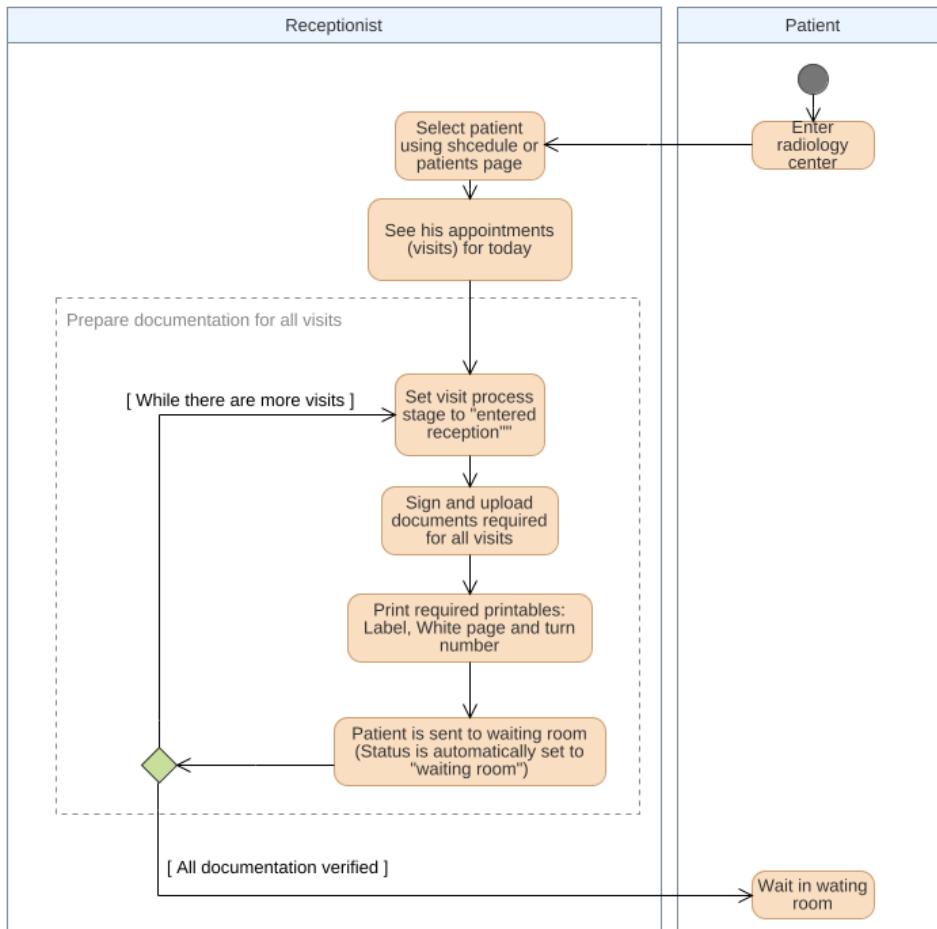 Receptionist
Patient
Select patient
using shcedule or
patients page
Enter
radiology
center
See his appointments
(visits) for today
Prepare documentation for all visits
[ While there are more visits ]
Set visit process
stage to "entered
reception""
Sign and upload
documents required
for all visits
Print required printables:
Label, White page and turn
number
Patient is sent to waiting room
(Status is automatically set to
"waiting room")
[ All documentation verified ]
Wait in wating
room